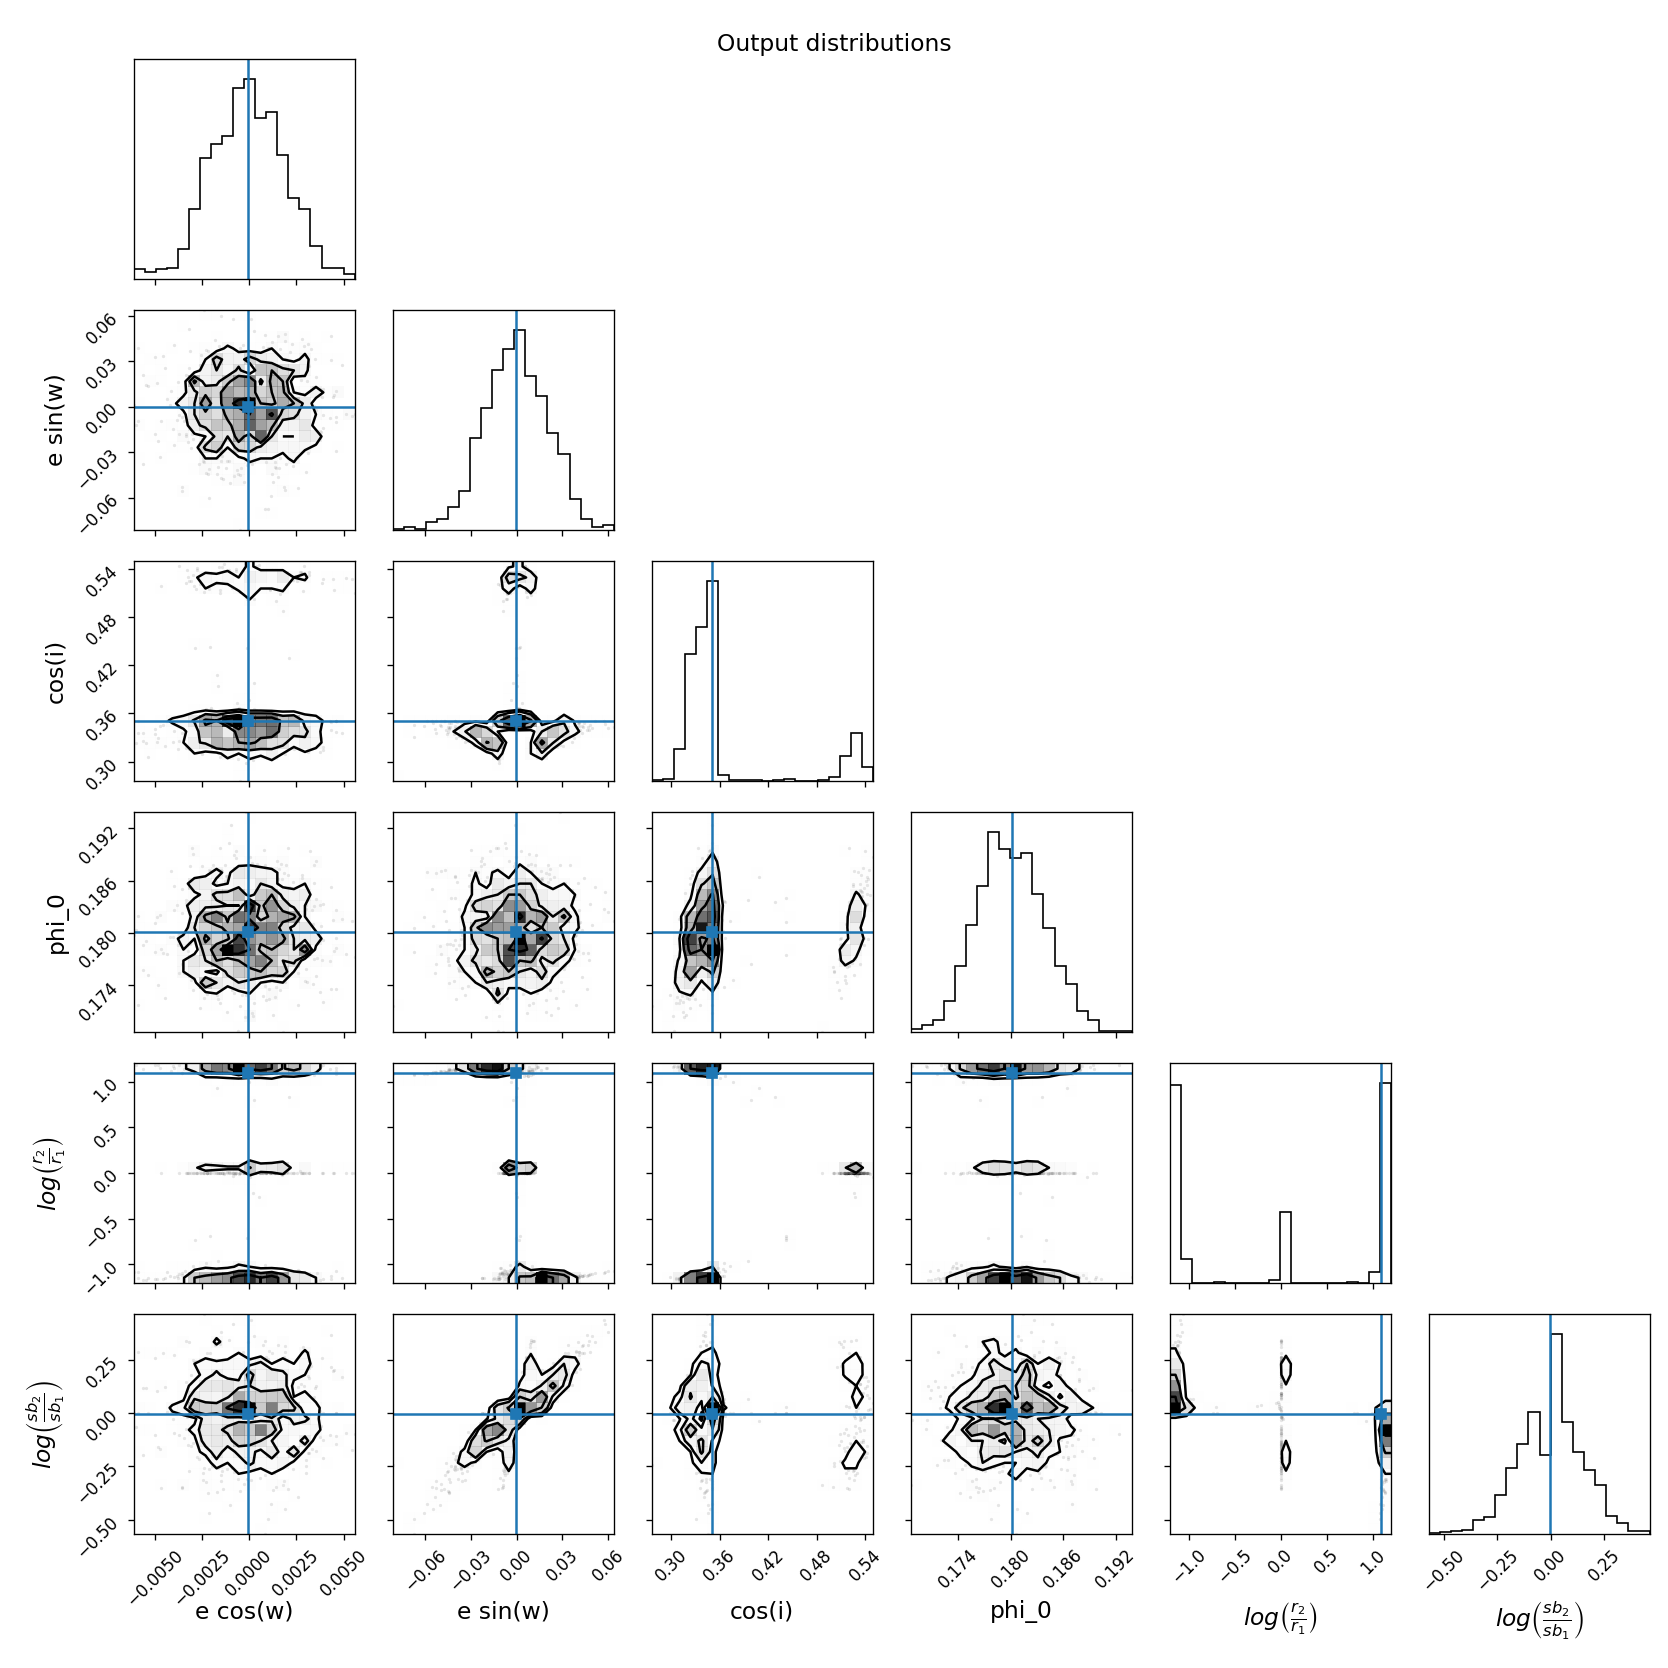 Output distributions
0.06
0.03
0.00
−0.03
−0.06
e sin(w)
0.54
0.48
0.42
0.36
0.30
cos(i)
0.192
0.186
0.180
0.174
phi_0
1.0
0.5
0.0
−0.5
−1.0
log(r2/r1)
0.25
0.00
−0.25
−0.50
log(sb2/sb1)
−0.0050 −0.0025 0.0000 0.0025 0.0050
−0.06 −0.03 0.00 0.03 0.06
0.30 0.36 0.42 0.48 0.54
0.174 0.180 0.186 0.192
−1.0 −0.5 0.0 0.5 1.0
−0.50 −0.25 0.00 0.25
e cos(w) e sin(w) cos(i) phi_0 log(r2/r1) log(sb2/sb1)